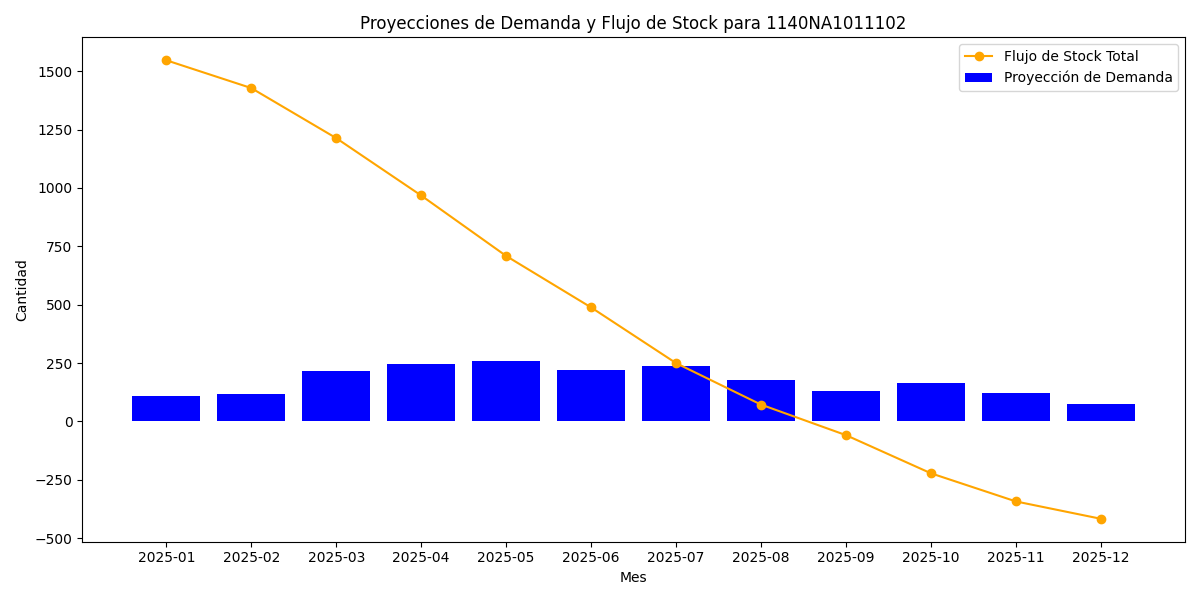 Proyecciones de Demanda y Flujo de Stock para 1140NA1011102
Flujo de Stock Total
Proyección de Demanda
Cantidad
1500
1250
1000
750
500
250
0
−250
−500
2025-01 2025-02 2025-03 2025-04 2025-05 2025-06 2025-07 2025-08 2025-09 2025-10 2025-11 2025-12
Mes